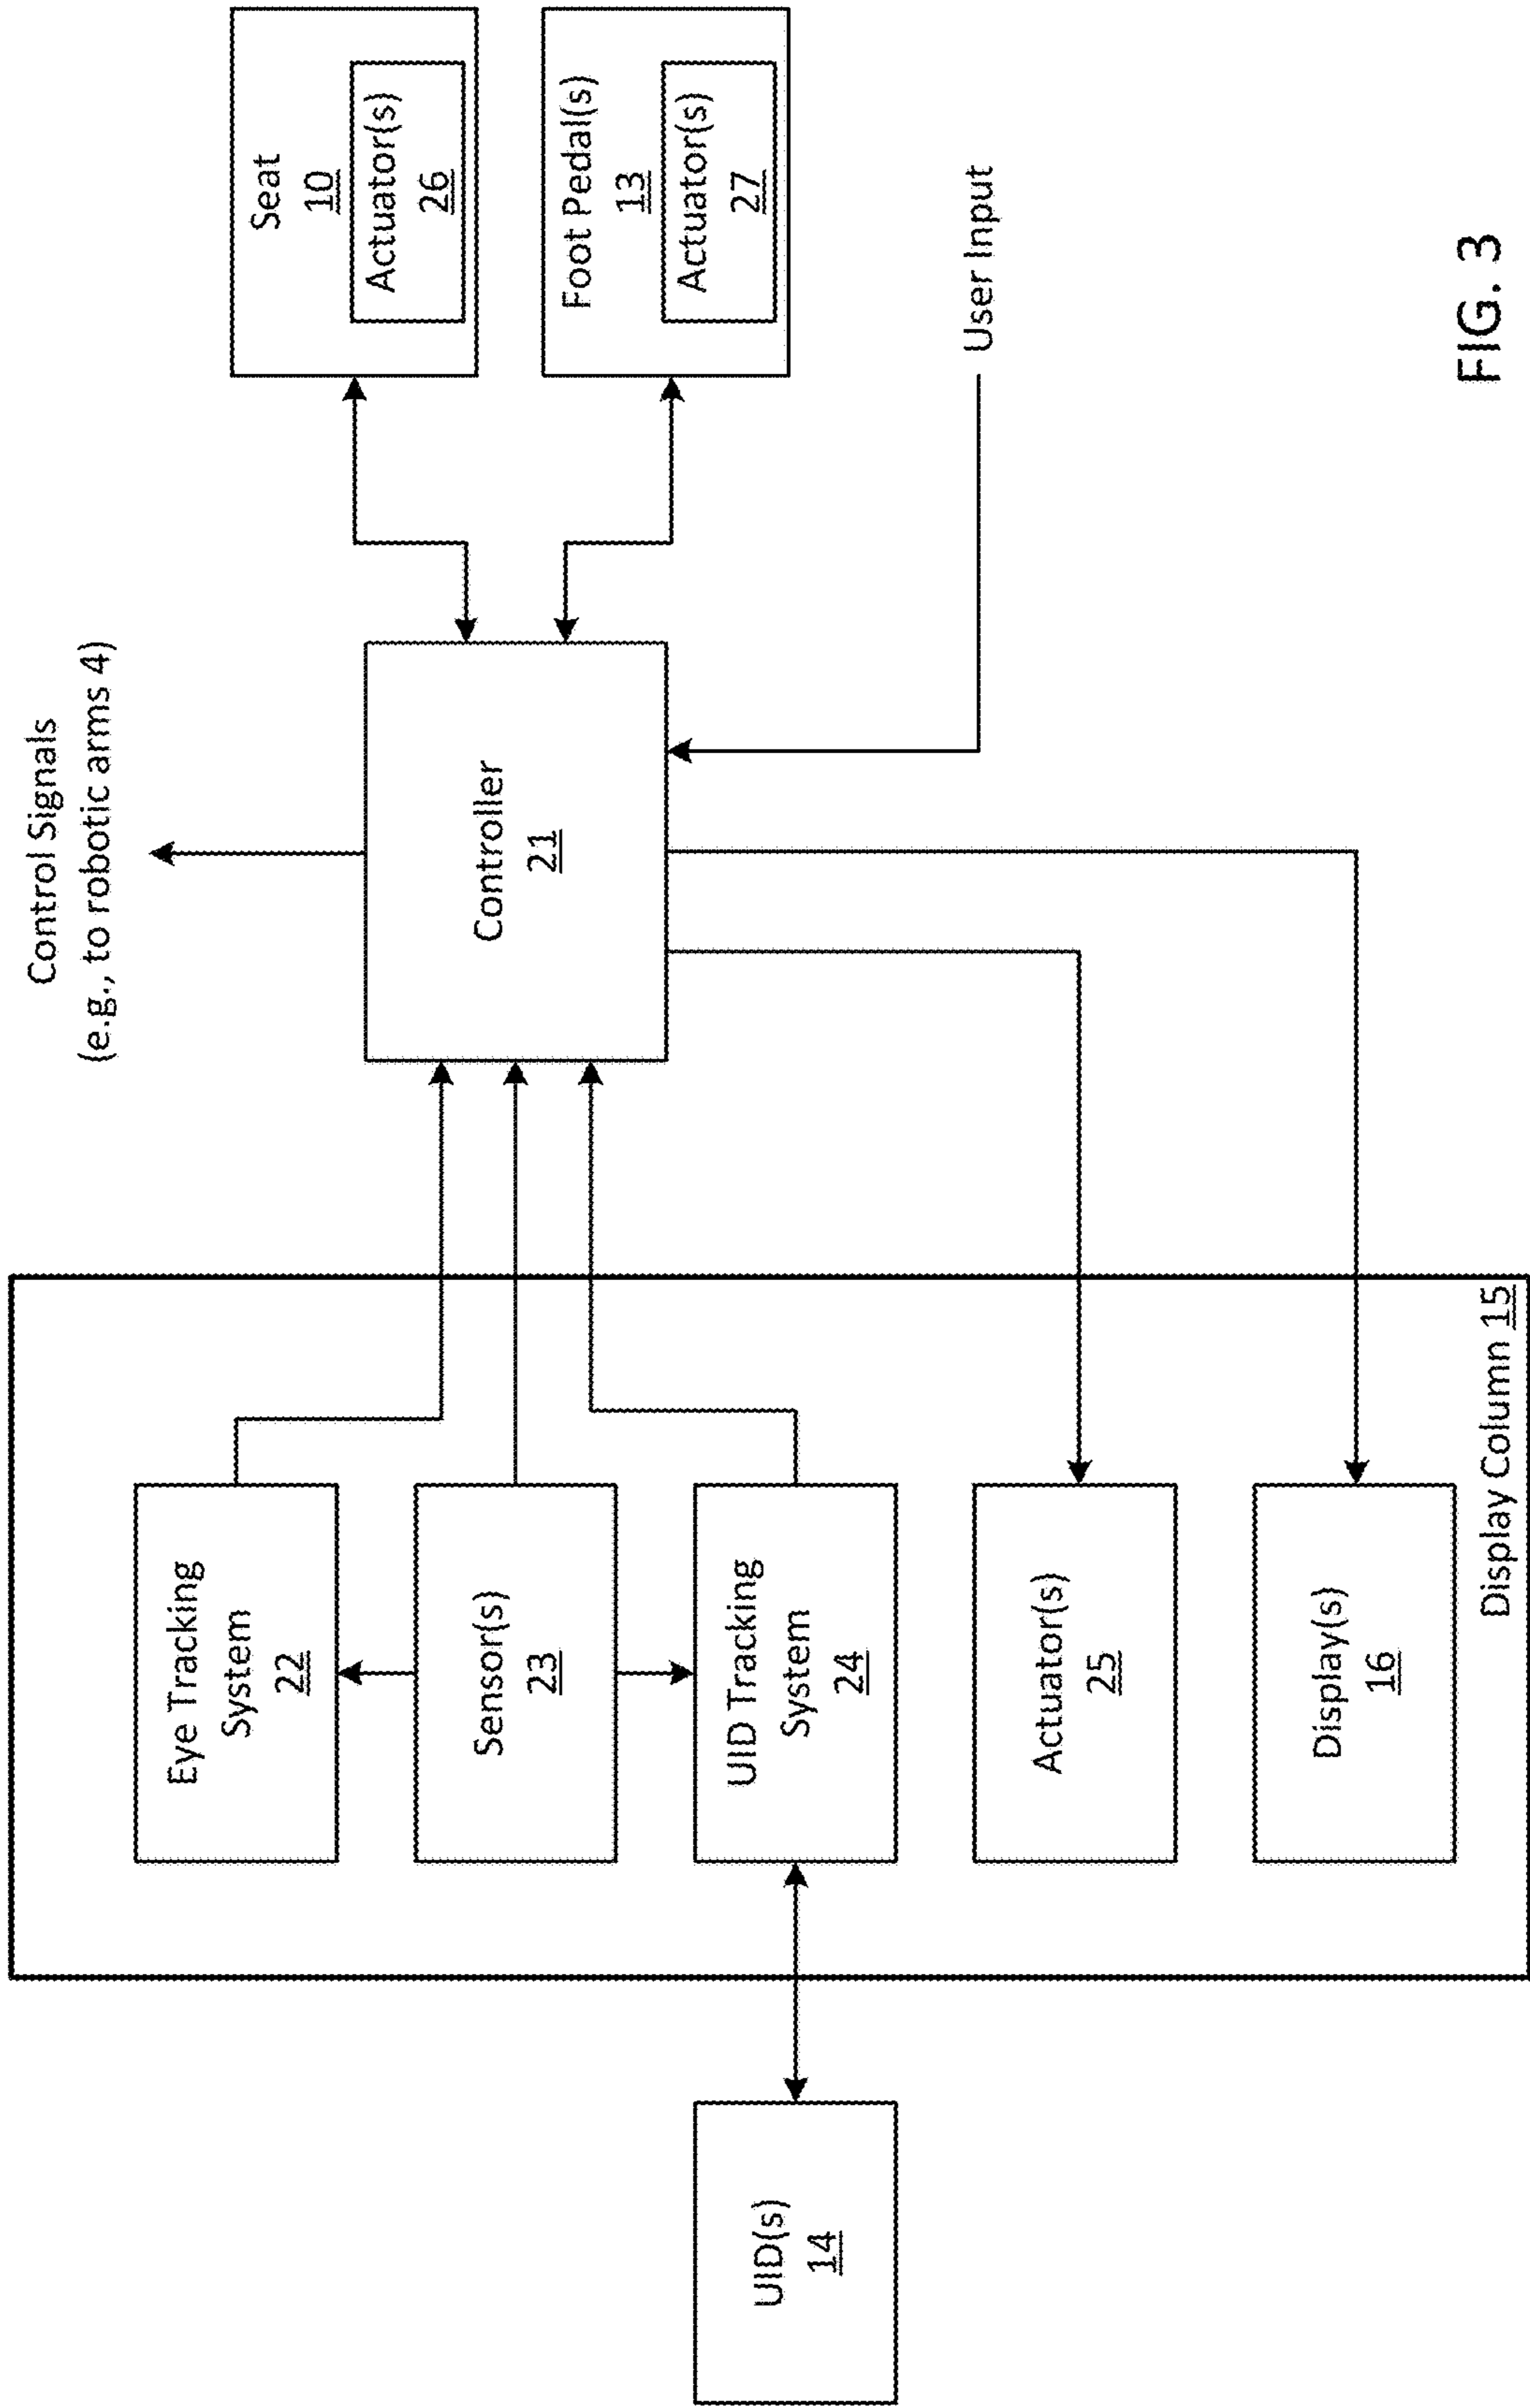 Control Signals
(e.g., to robotic arms 4)
UID(s)
14
Eye Tracking
System
22
Sensor(s)
23
UID Tracking
System
24
Actuator(s)
25
Display(s)
16
Display Column 15
Controller
21
Seat
10
Actuator(s)
26
Foot Pedal(s)
13
Actuator(s)
27
User Input
FIG. 3